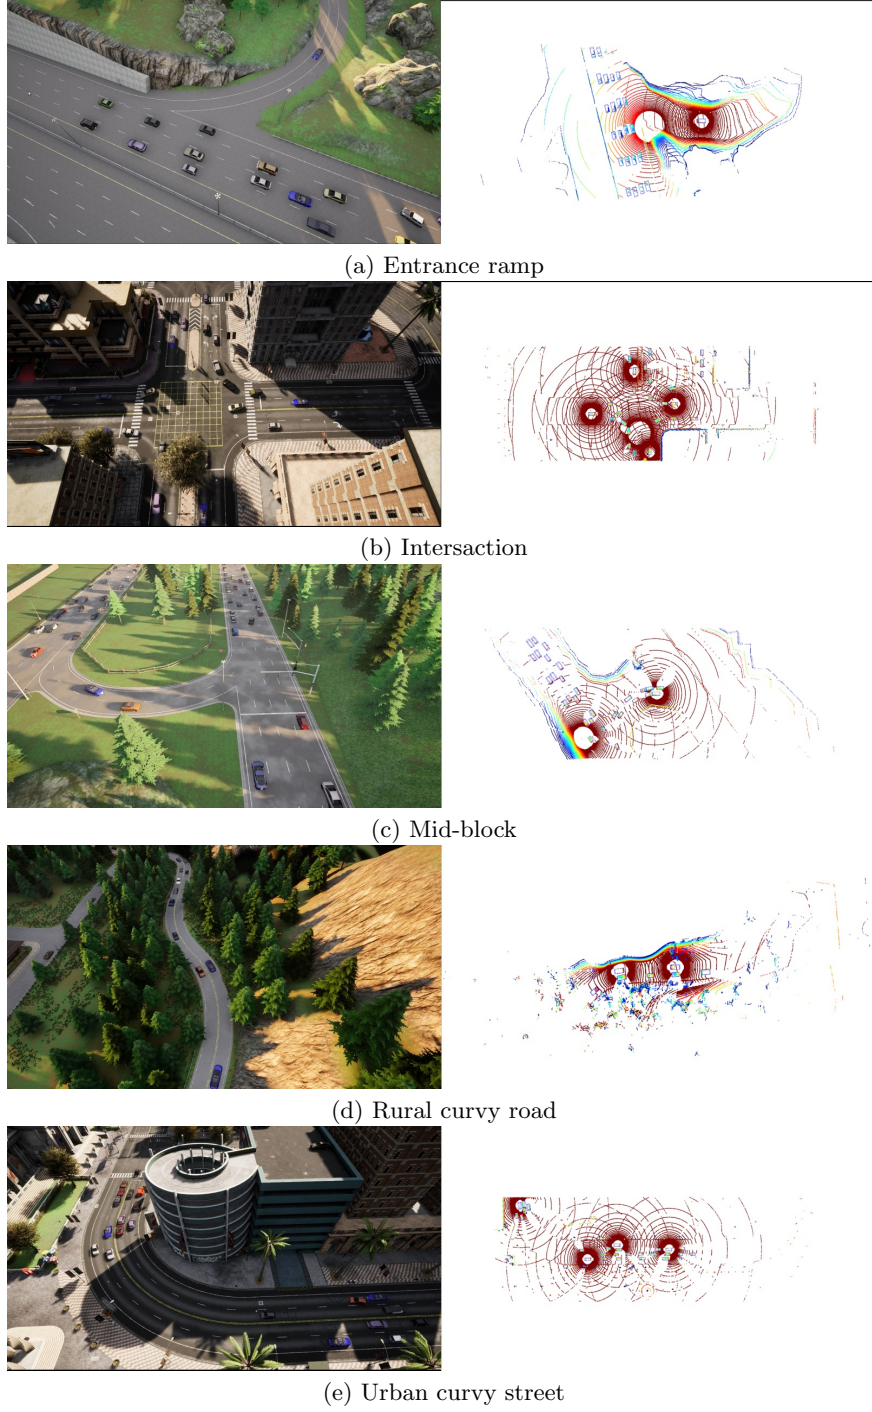 (a) Entrance ramp
(b) Intersaction
(c) Mid-block
(d) Rural curvy road
(e) Urban curvy street